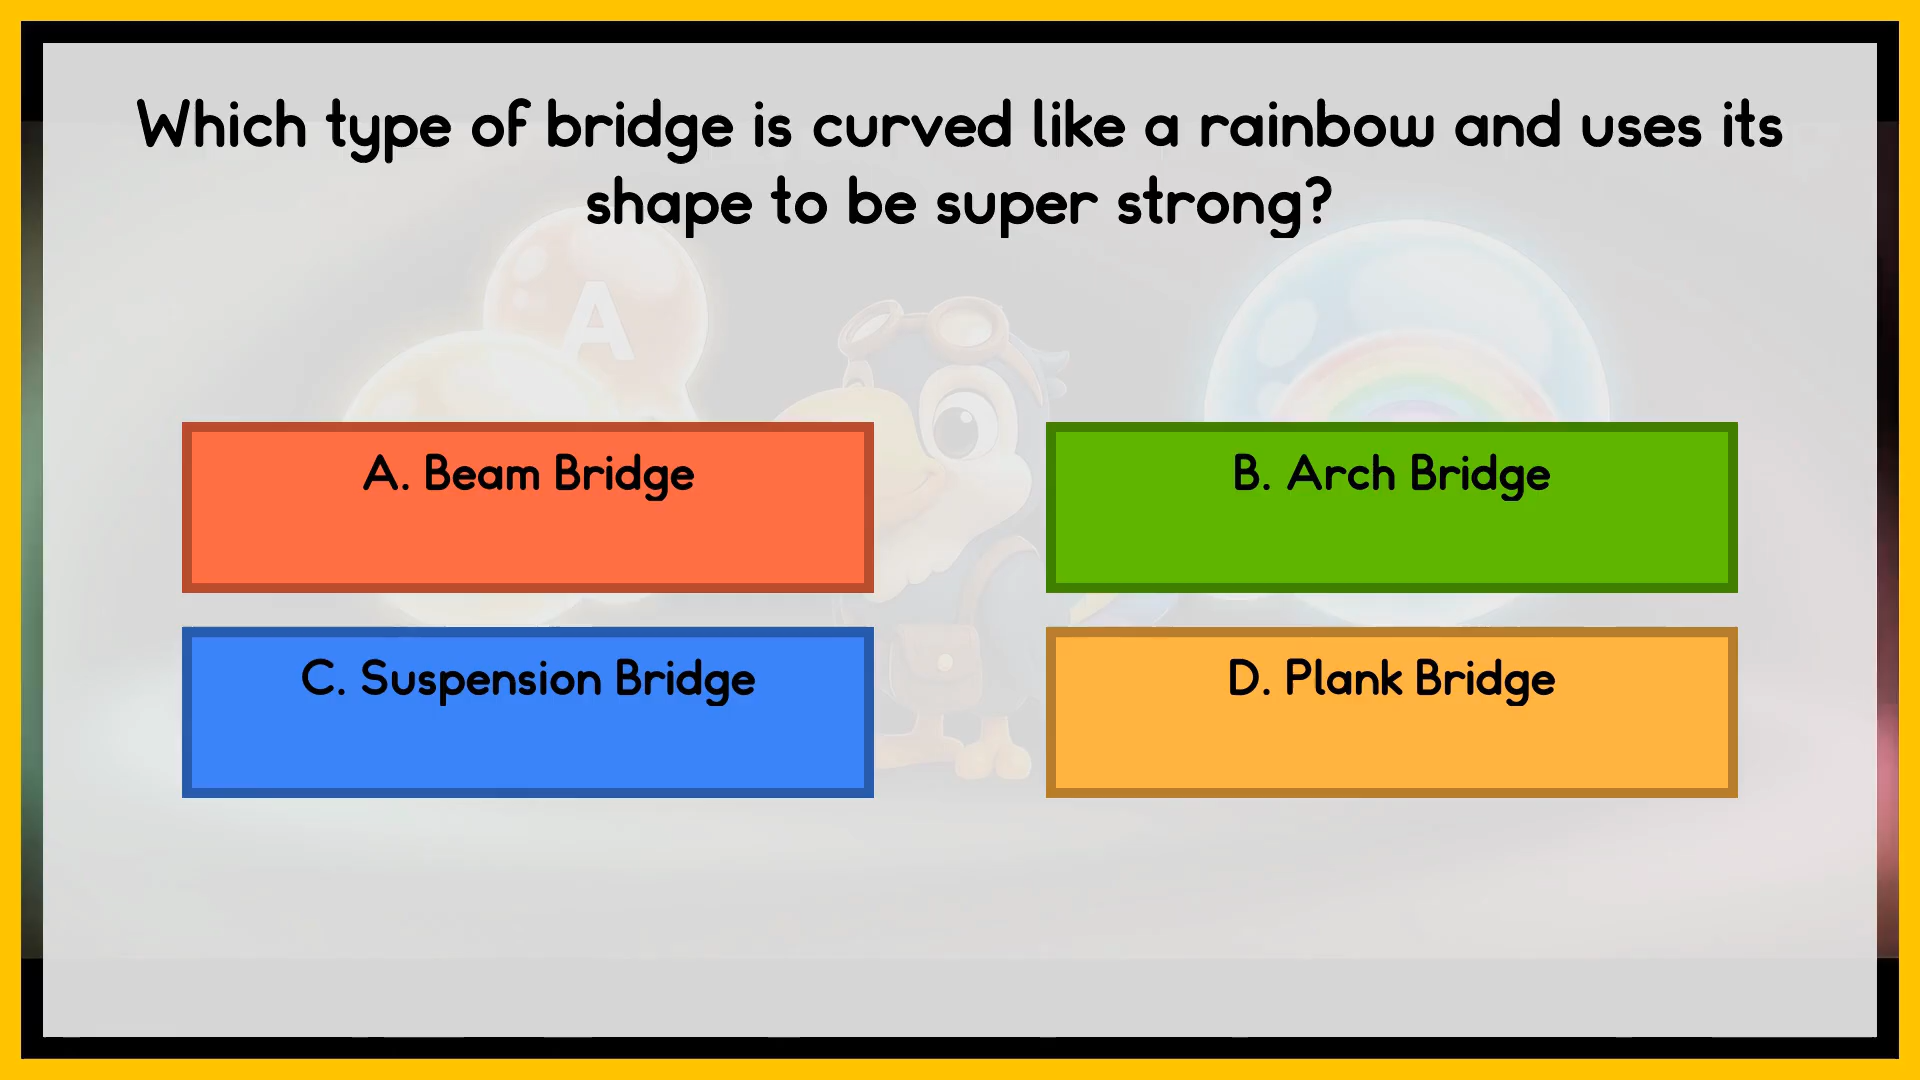 Which type of bridge is curved like a rainbow and uses its
shape to be super strong?
A
A. Beam Bridge
B. Arch Bridge
C. Suspension Bridge
D. Plank Bridge